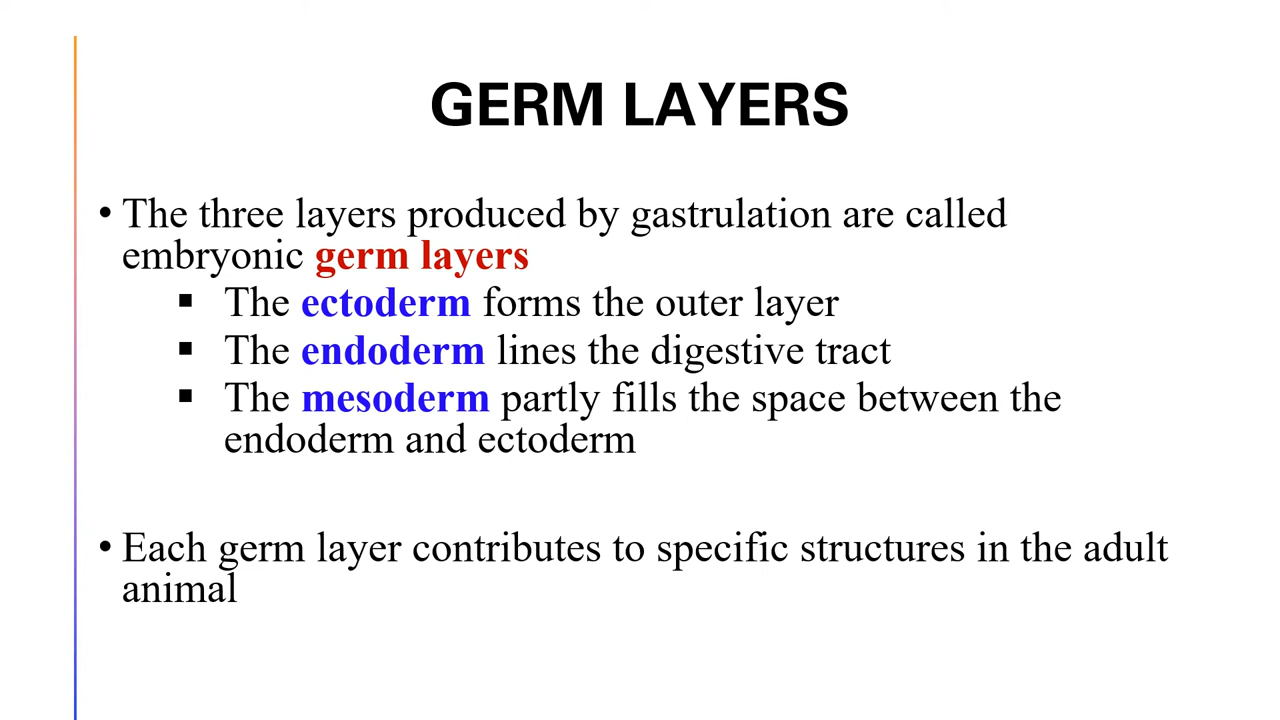 GERM LAYERS
• The three layers produced by gastrulation are called
embryonic germ layers
▪ The ectoderm forms the outer layer
▪ The endoderm lines the digestive tract
▪ The mesoderm partly fills the space between the
endoderm and ectoderm
• Each germ layer contributes to specific structures in the adult
animal